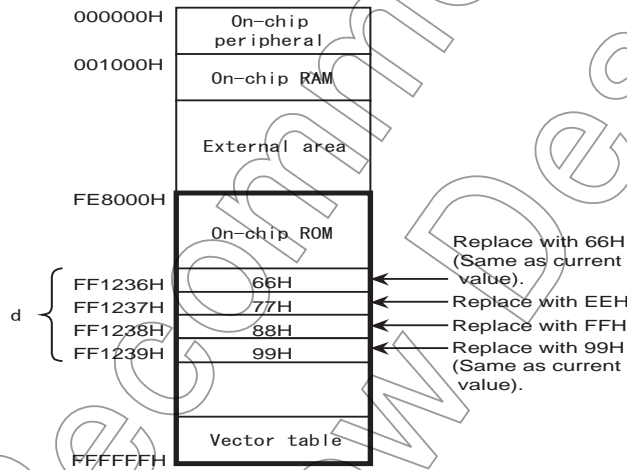 000000H
On-chip
peripheral
001000H
On-chip RAM
External area
FE8000H
On-chip ROM
Replace with 66H
(Same as current
value).
FF1236H 66H
FF1237H 77H Replace with EEH
d
FF1238H 88H Replace with FFH
FF1239H 99H Replace with 99H
(Same as current
value).
Vector table
FFFFFFH